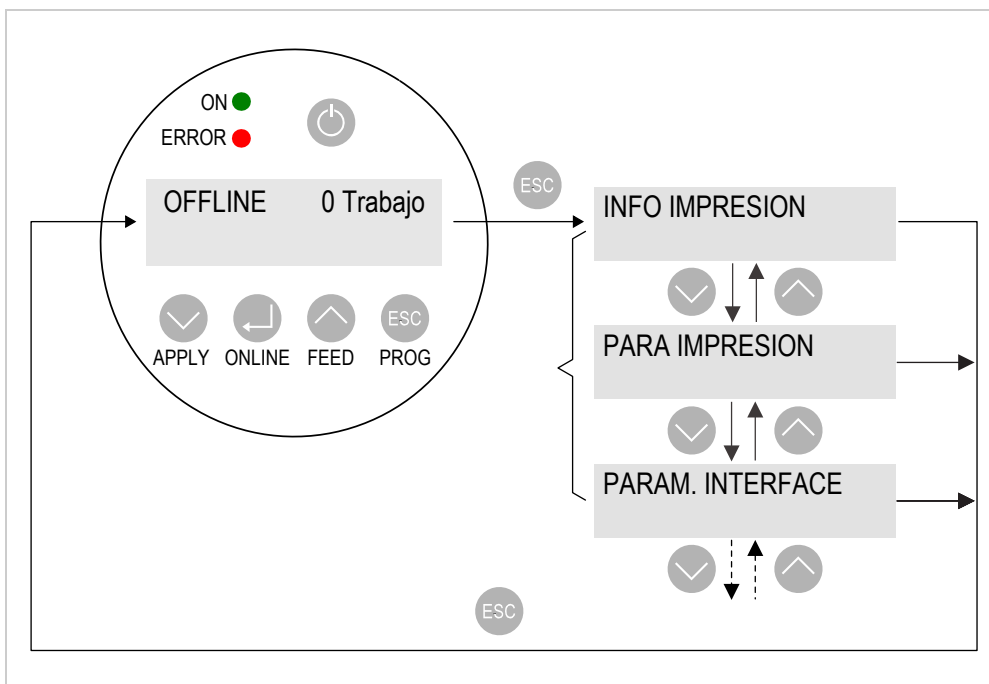 ON
ERROR
OFFLINE 0 Trabajo
APPLY ONLINE FEED PROG
ESC
ESC
INFO IMPRESION
PARA IMPRESION
PARAM. INTERFACE
ESC